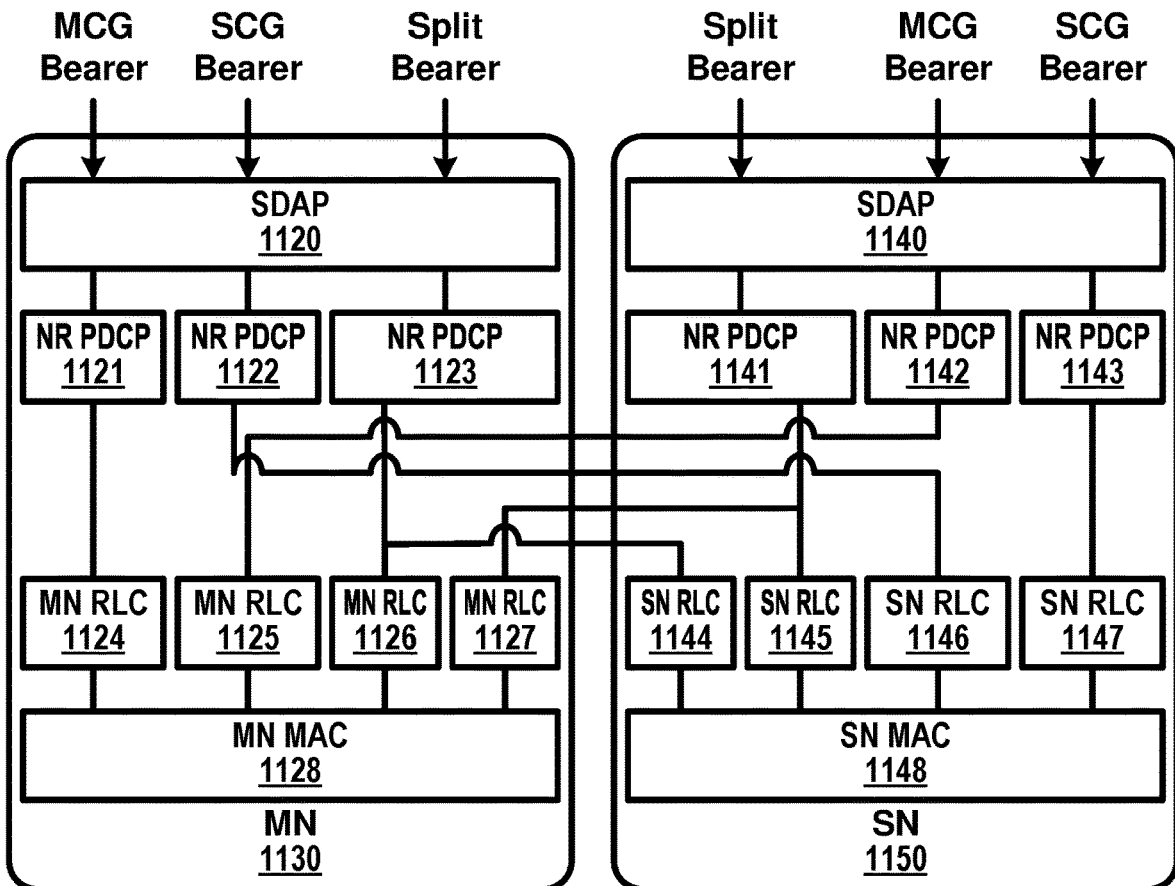 MCG Bearer
SCG Bearer
Split Bearer
Split Bearer
MCG Bearer
SCG Bearer
SDAP
1120
SDAP
1140
NR PDCP
1121
NR PDCP
1122
NR PDCP
1123
NR PDCP
1141
NR PDCP
1142
NR PDCP
1143
MN RLC
1124
MN RLC
1125
MN RLC
1126
MN RLC
1127
SN RLC
1144
SN RLC
1145
SN RLC
1146
SN RLC
1147
MN MAC
1128
SN MAC
1148
MN
1130
SN
1150